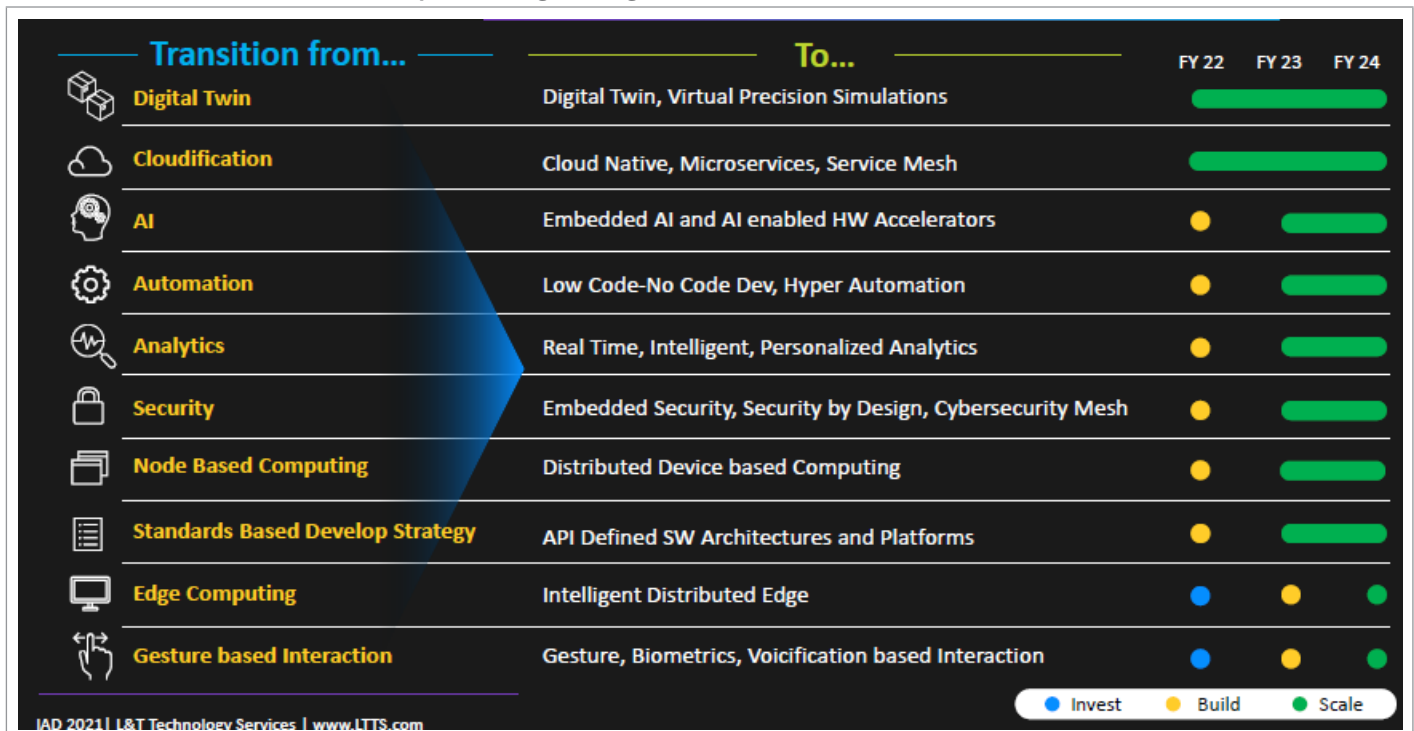 Transition from...
To...
FY 22 FY 23 FY 24
Digital Twin
Digital Twin, Virtual Precision Simulations
Cloudification
Cloud Native, Microservices, Service Mesh
AI
Embedded AI and AI enabled HW Accelerators
Automation
Low Code-No Code Dev, Hyper Automation
Analytics
Real Time, Intelligent, Personalized Analytics
Security
Embedded Security, Security by Design, Cybersecurity Mesh
Node Based Computing
Distributed Device based Computing
Standards Based Develop Strategy
API Defined SW Architectures and Platforms
Edge Computing
Intelligent Distributed Edge
Gesture based Interaction
Gesture, Biometrics, Voicification based Interaction
Invest Build Scale
IAD 2021| L&T Technology Services | www.LTTS.com